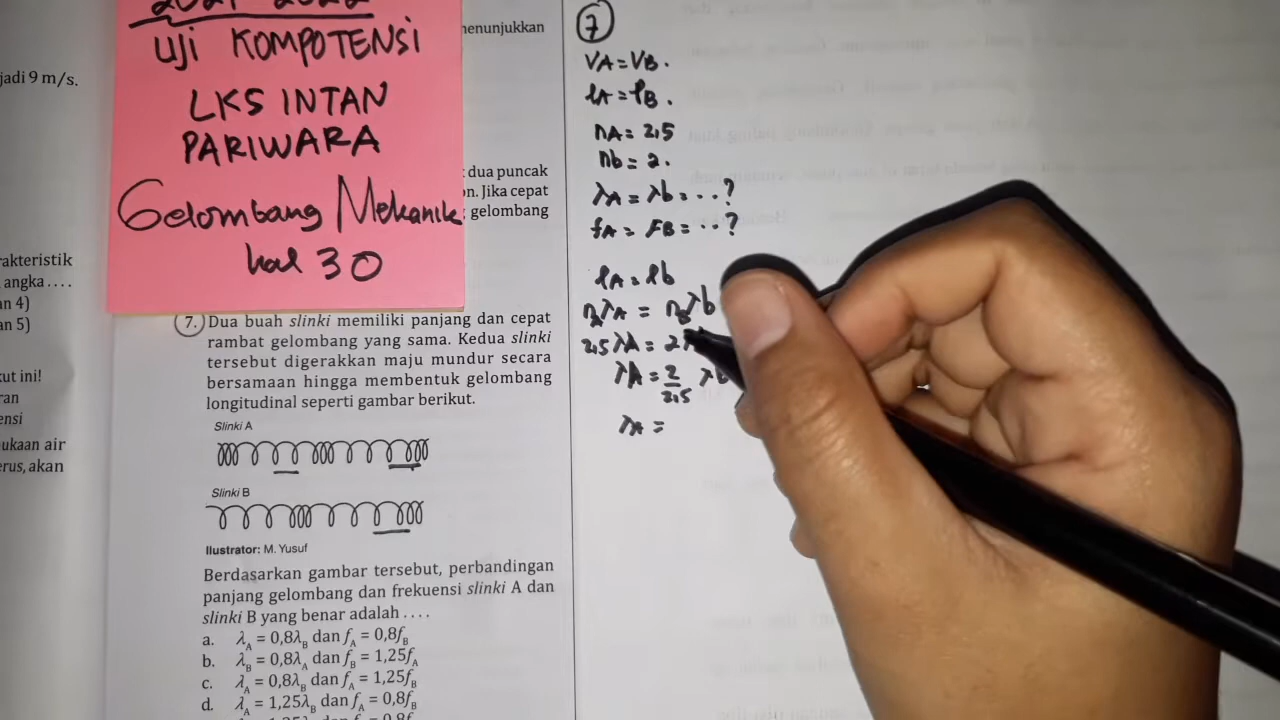 2021-2022
Uji KOMPOTENSi
LKS INTAN
PARIWARA
Gelombang Mekanik
hal 30
jadi 9 m/s.
rakteristik
angka . . . .
an 4)
an 5)
kut ini!
ran
ensi
ukaan air
erus, akan
menunjukkan
dua puncak
n. Jika cepat
gelombang
7. Dua buah slinki memiliki panjang dan cepat
rambat gelombang yang sama. Kedua slinki
tersebut digerakkan maju mundur secara
bersamaan hingga membentuk gelombang
longitudinal seperti gambar berikut.
Slinki A
Slinki B
Ilustrator: M. Yusuf
Berdasarkan gambar tersebut, perbandingan
panjang gelombang dan frekuensi slinki A dan
slinki B yang benar adalah . . . .
a. λA = 0,8λB dan fA = 0,8fB
b. λB = 0,8λA dan fB = 1,25fA
c. λA = 0,8λB dan fA = 1,25fB
d. λA = 1,25λB dan fA = 0,8fB
7
VA = VB.
lA = lB.
nA = 2,5
nb = 2.
λA = λb = ...?
fA = FB = ...?
lA = lb
nAλA = nBλb
2,5 λA = 2λ
λA = 2/2,5 λb
λA =